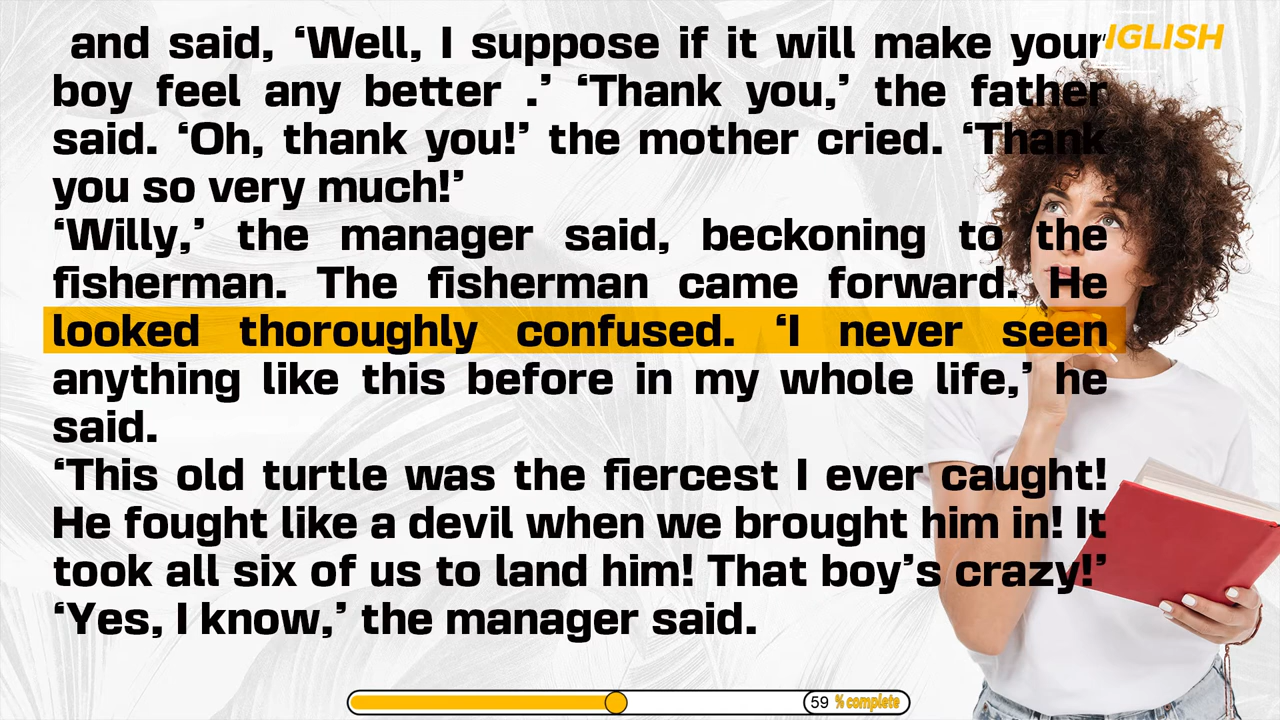 and said, ‘Well, I suppose if it will make your
boy feel any better .’ ‘Thank you,’ the father
said. ‘Oh, thank you!’ the mother cried. ‘Thank
you so very much!’
‘Willy,’ the manager said, beckoning to the
fisherman. The fisherman came forward. He
looked thoroughly confused. ‘I never seen
anything like this before in my whole life,’ he
said.
‘This old turtle was the fiercest I ever caught!
He fought like a devil when we brought him in! It
took all six of us to land him! That boy’s crazy!’
‘Yes, I know,’ the manager said.
59 % complete